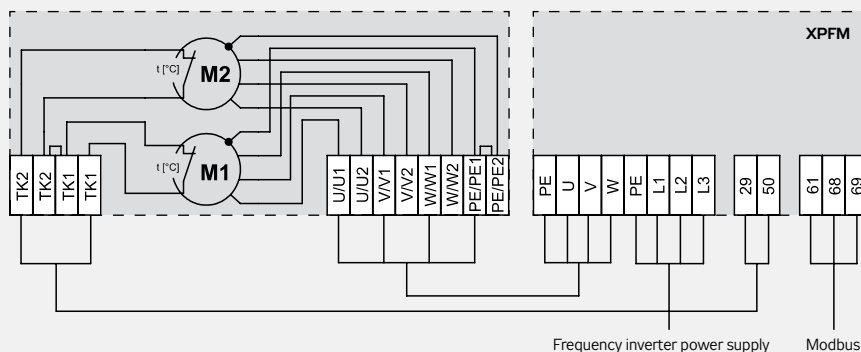 XPFM
t [°C]
M2
t [°C]
M1
TK2
TK2
TK1
TK1
U/U1
U/U2
V/V1
V/V2
W/W1
W/W2
PE/PE1
PE/PE2
PE
U
V
W
PE
L1
L2
L3
29
50
61
68
69
Frequency inverter power supply
Modbus